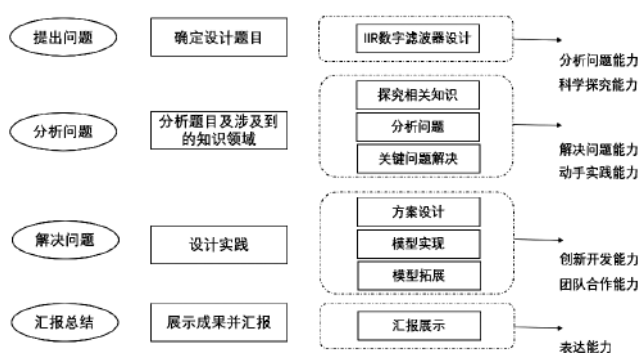 提出问题
确定设计题目
IIR数字滤波器设计
分析问题能力
科学探究能力
分析问题
分析题目及涉及到
的知识领域
探究相关知识
分析问题
关键问题解决
解决问题能力
动手实践能力
解决问题
设计实践
方案设计
模型实现
模型拓展
创新开发能力
团队合作能力
汇报总结
展示成果并汇报
汇报展示
表达能力